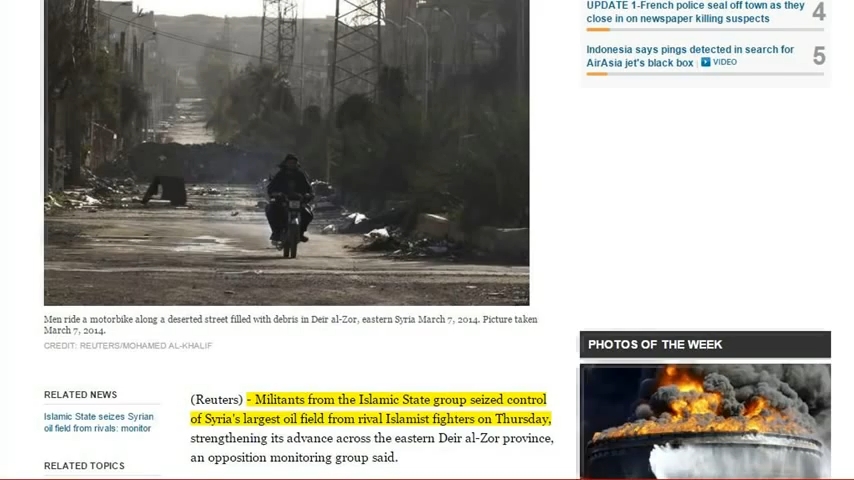 UPDATE 1-French police seal off town as they
close in on newspaper killing suspects
4
Indonesia says pings detected in search for
AirAsia jet's black box | VIDEO
5
Men ride a motorbike along a deserted street filled with debris in Deir al-Zor, eastern Syria March 7, 2014. Picture taken
March 7, 2014.
CREDIT: REUTERS/MOHAMED AL-KHALIF
PHOTOS OF THE WEEK
RELATED NEWS
Islamic State seizes Syrian
oil field from rivals: monitor
RELATED TOPICS
(Reuters) - Militants from the Islamic State group seized control
of Syria's largest oil field from rival Islamist fighters on Thursday,
strengthening its advance across the eastern Deir al-Zor province,
an opposition monitoring group said.